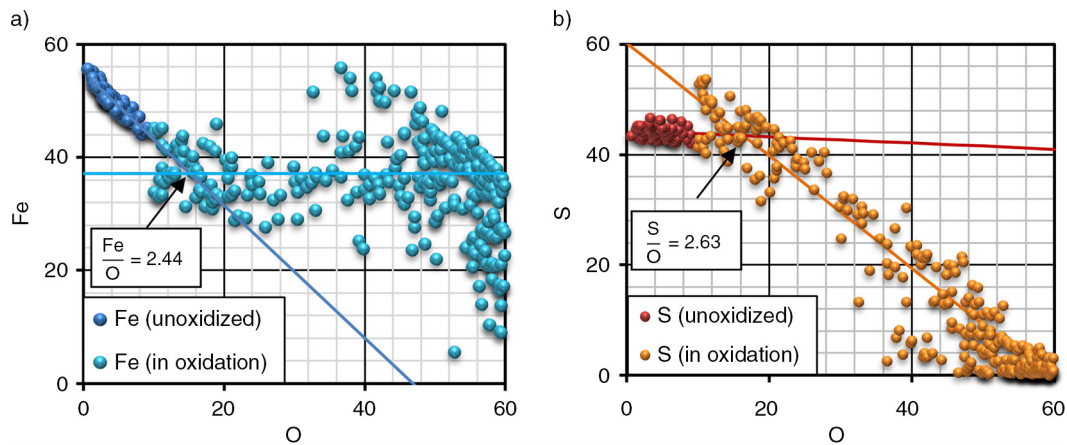 a)
60
40
20
0
Fe
Fe
O
= 2.44
Fe (unoxidized)
Fe (in oxidation)
0
20
40
60
O
b)
60
40
20
0
S
S
O
= 2.63
S (unoxidized)
S (in oxidation)
0
20
40
60
O